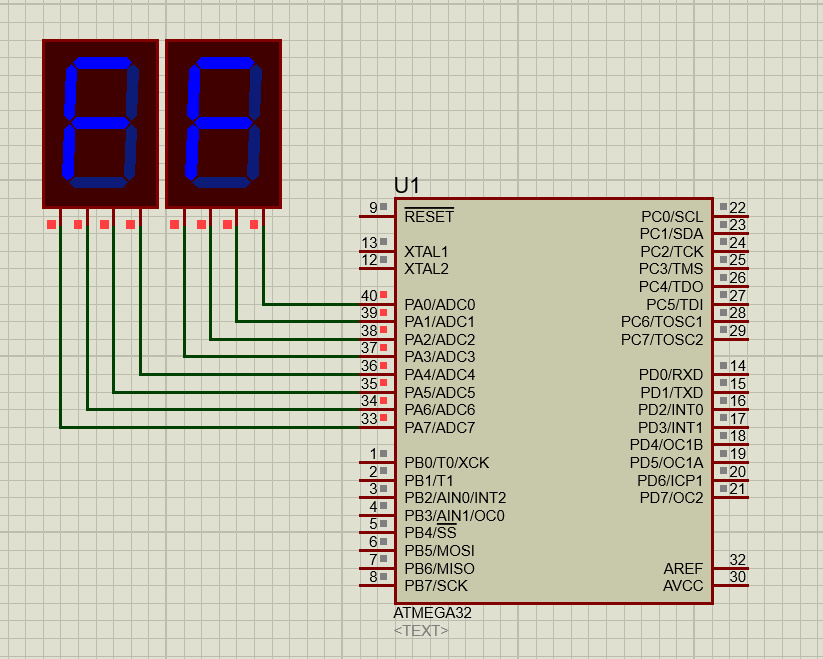 FF
U1
9 RESET PC0/SCL 22
PC1/SDA 23
13 XTAL1 PC2/TCK 24
12 XTAL2 PC3/TMS 25
PC4/TDO 26
40 PA0/ADC0 PC5/TDI 27
39 PA1/ADC1 PC6/TOSC1 28
38 PA2/ADC2 PC7/TOSC2 29
37 PA3/ADC3
36 PA4/ADC4 PD0/RXD 14
35 PA5/ADC5 PD1/TXD 15
34 PA6/ADC6 PD2/INT0 16
33 PA7/ADC7 PD3/INT1 17
PD4/OC1B 18
1 PB0/T0/XCK PD5/OC1A 19
2 PB1/T1 PD6/ICP1 20
3 PB2/AIN0/INT2 PD7/OC2 21
4 PB3/AIN1/OC0
5 PB4/SS
6 PB5/MOSI
7 PB6/MISO AREF 32
8 PB7/SCK AVCC 30
ATMEGA32
<TEXT>